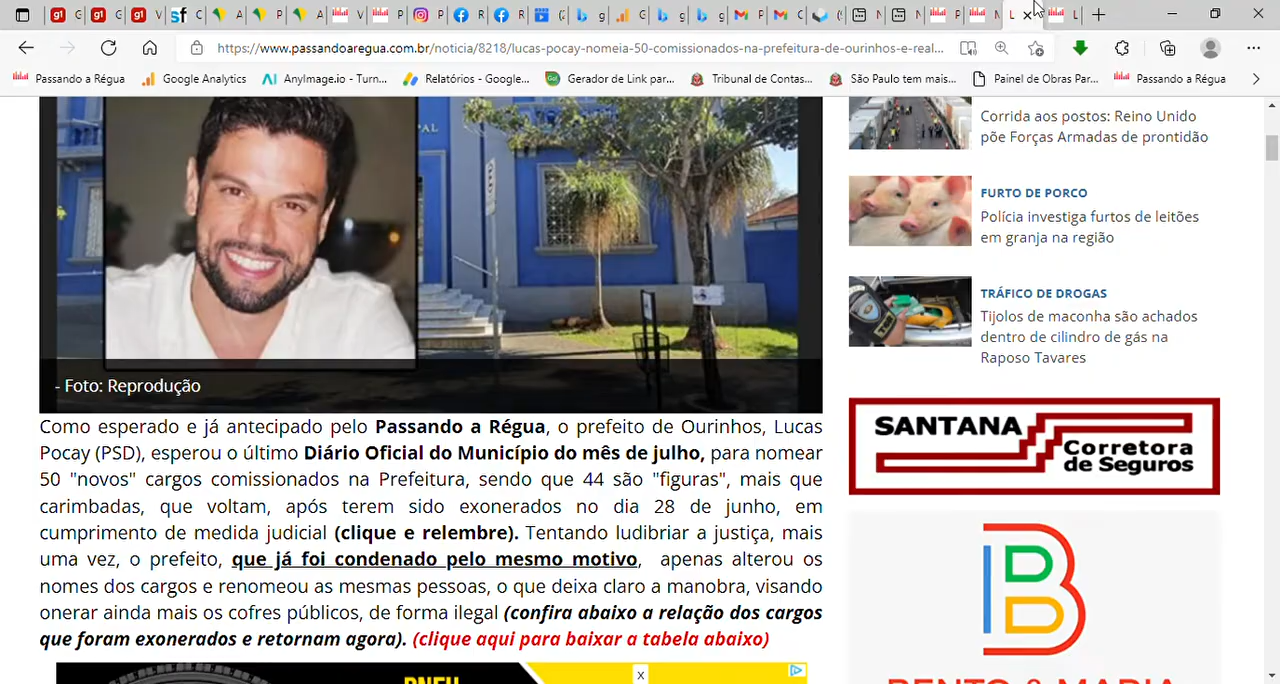 https://www.passandoaregua.com.br/noticia/8218/lucas-pocay-nomeia-50-comissionados-na-prefeitura-de-ourinhos-e-real...
Passando a Régua
Google Analytics
AnyImage.io - Turn...
Relatorios - Google...
Gerador de Link par...
Tribunal de Contas...
São Paulo tem mais...
Painel de Obras Par...
Passando a Régua
PAL
- Foto: Reprodução
Como esperado e já antecipado pelo Passando a Régua, o prefeito de Ourinhos, Lucas
Pocay (PSD), esperou o último Diário Oficial do Município do mês de julho, para nomear
50 "novos" cargos comissionados na Prefeitura, sendo que 44 são "figuras", mais que
carimbadas, que voltam, após terem sido exonerados no dia 28 de junho, em
cumprimento de medida judicial (clique e relembre). Tentando ludibriar a justiça, mais
uma vez, o prefeito, que já foi condenado pelo mesmo motivo, apenas alterou os
nomes dos cargos e renomeou as mesmas pessoas, o que deixa claro a manobra, visando
onerar ainda mais os cofres públicos, de forma ilegal (confira abaixo a relação dos cargos
que foram exonerados e retornam agora). (clique aqui para baixar a tabela abaixo)
X
Corrida aos postos: Reino Unido
põe Forças Armadas de prontidão
FURTO DE PORCO
Polícia investiga furtos de leitões
em granja na região
TRÁFICO DE DROGAS
Tijolos de maconha são achados
dentro de cilindro de gás na
Raposo Tavares
SANTANA
Corretora
de Seguros
B